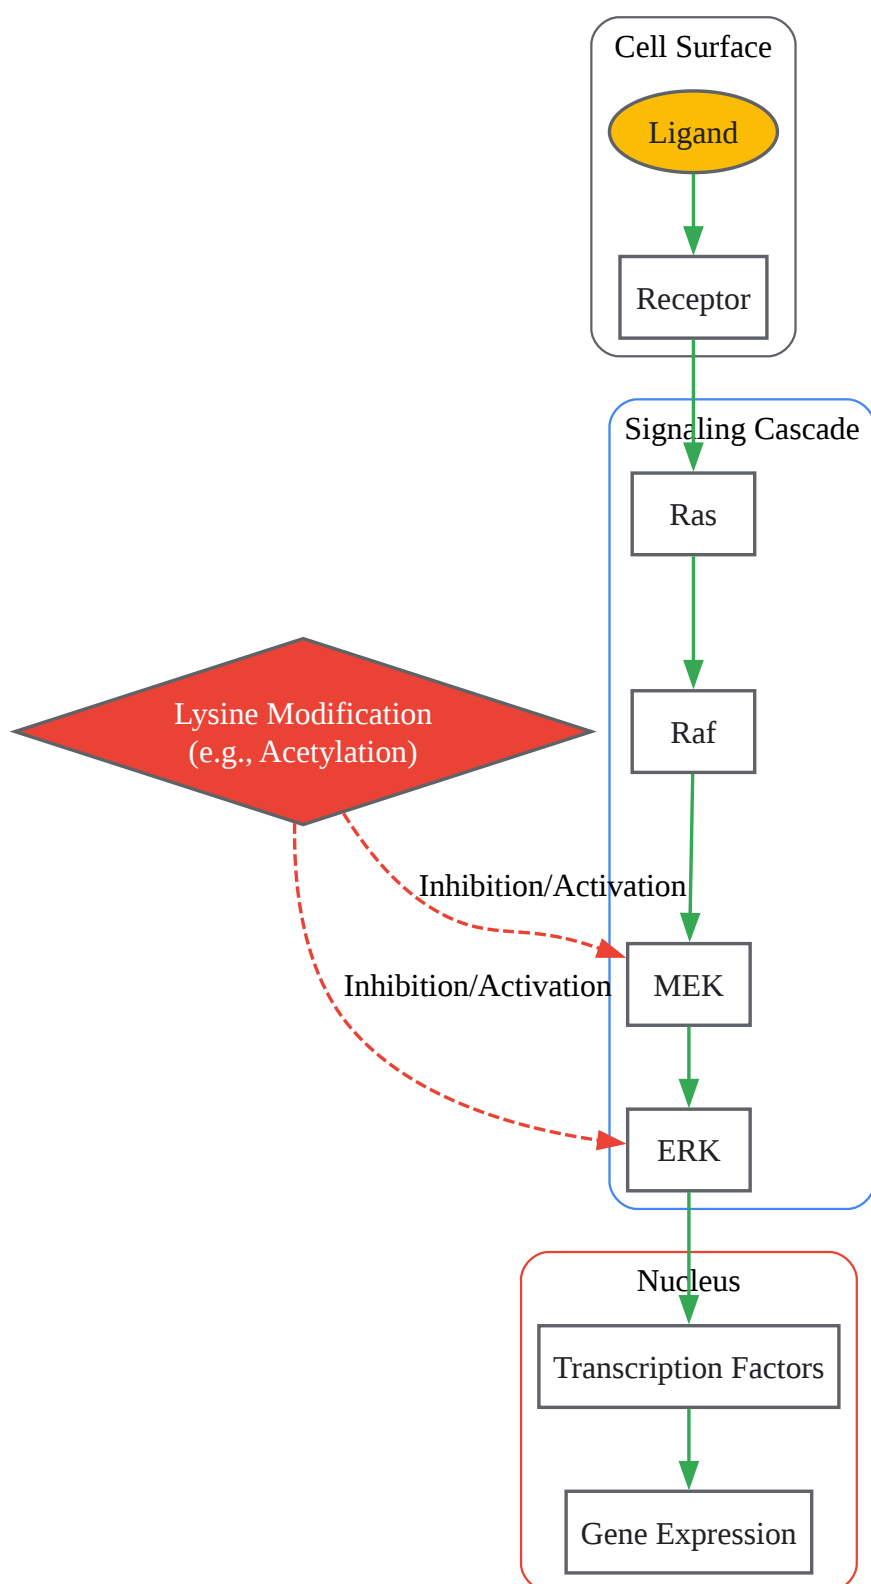 Cell Surface
Ligand
Receptor
Signaling Cascade
Ras
Lysine Modification
(e.g., Acetylation)
Raf
Inhibition/Activation
Inhibition/Activation
MEK
ERK
Nucleus
Transcription Factors
Gene Expression